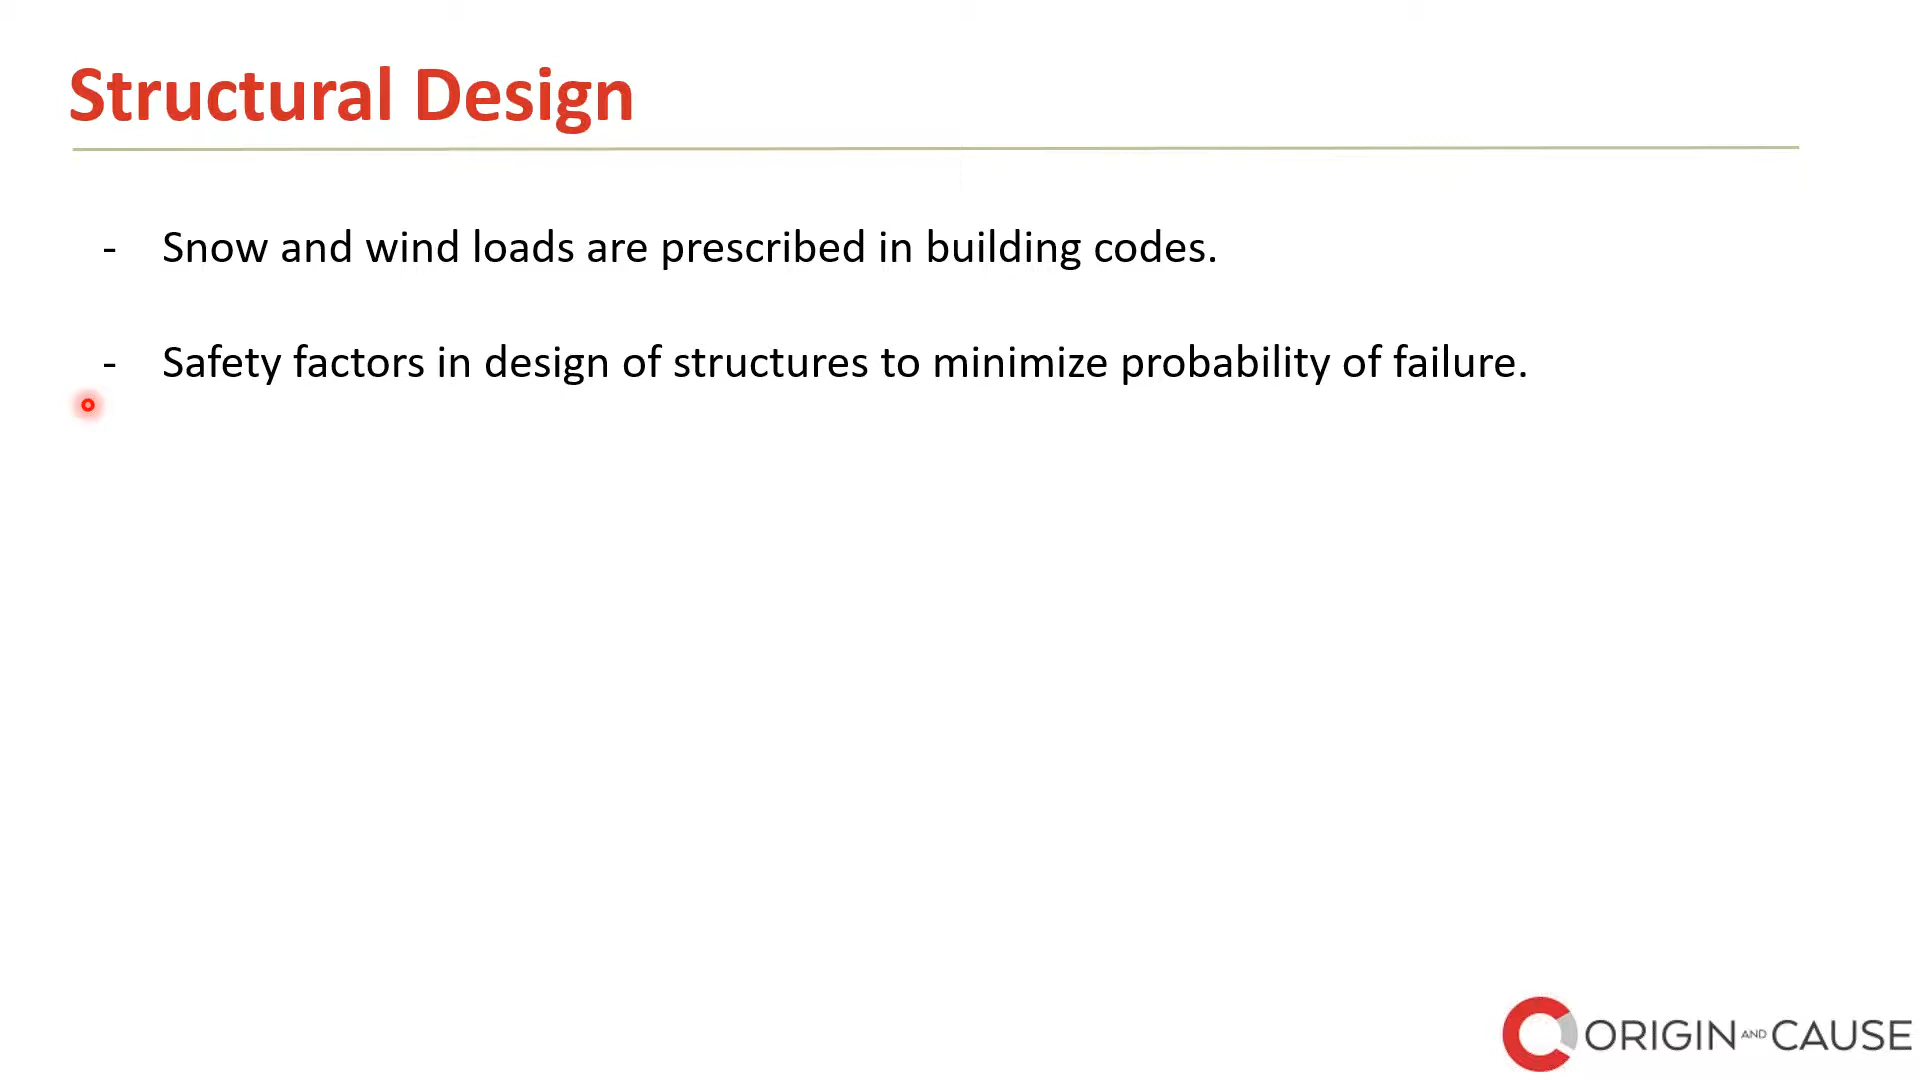 Structural Design
- Snow and wind loads are prescribed in building codes.
- Safety factors in design of structures to minimize probability of failure.
ORIGIN AND CAUSE